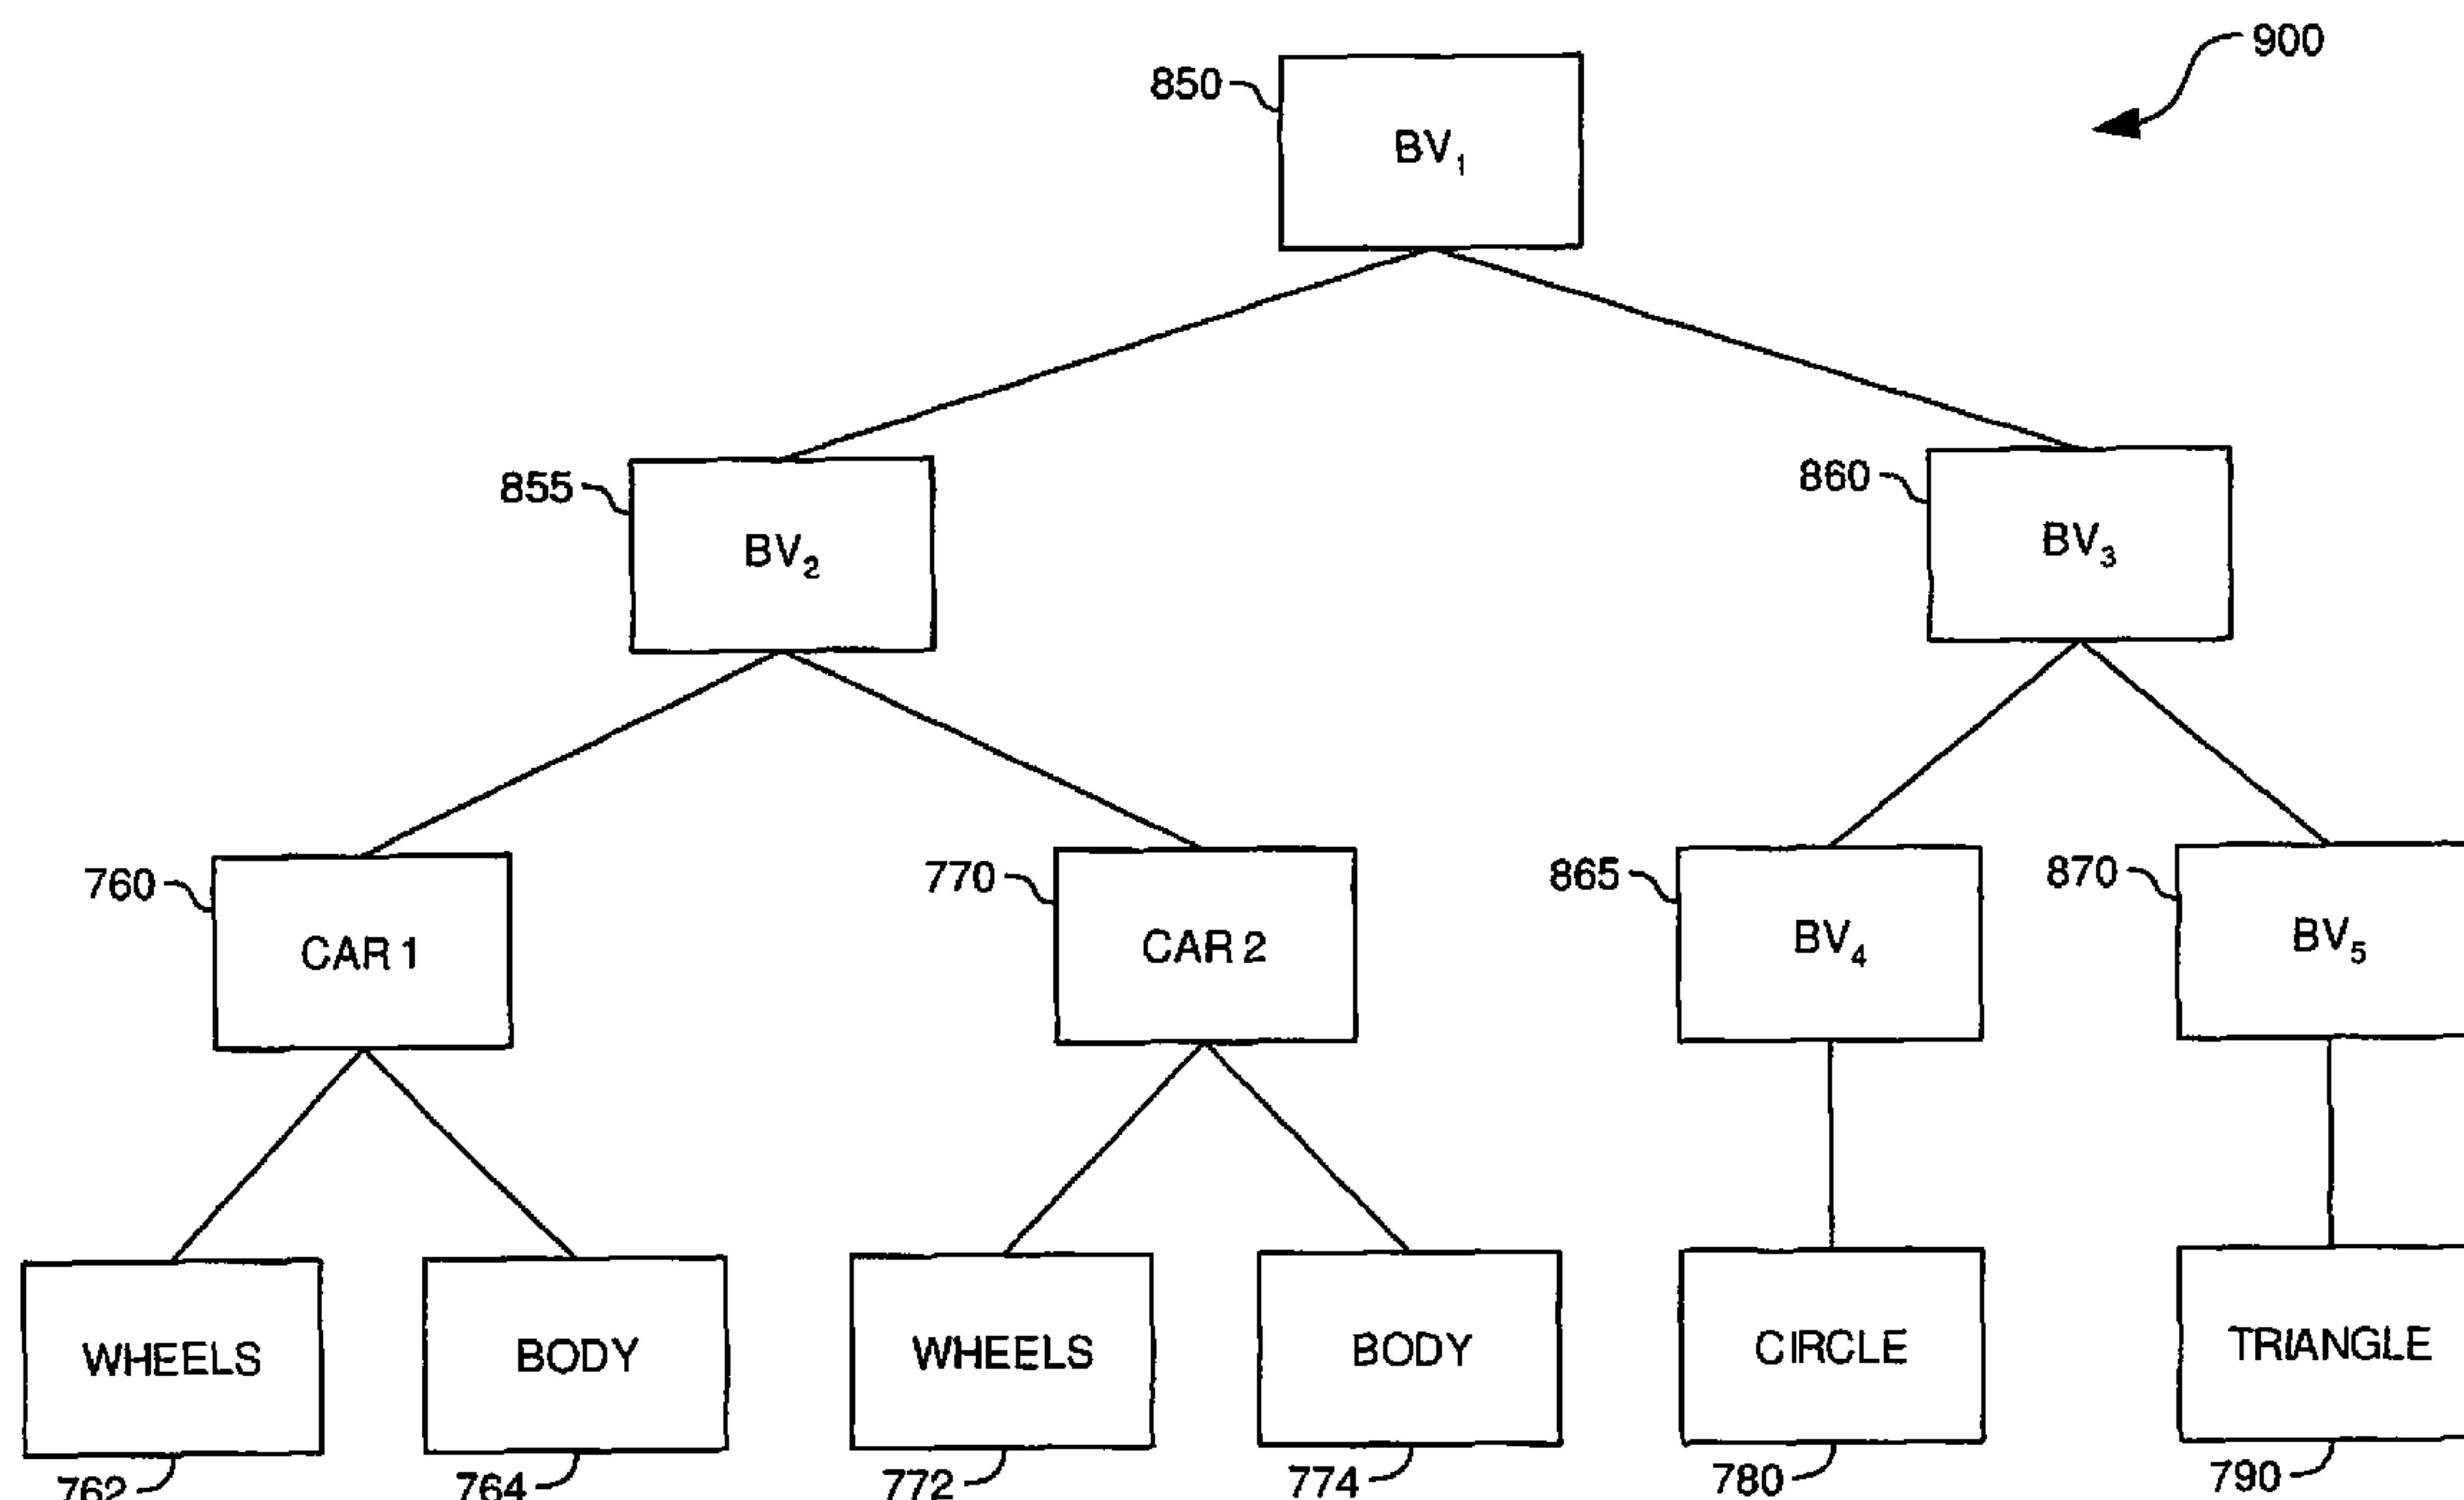 900
850
BV₁
855
BV₂
860
BV₃
760
CAR 1
770
CAR 2
865
BV₄
870
BV₅
WHEELS
BODY
WHEELS
BODY
CIRCLE
TRIANGLE
762
764
772
774
780
790